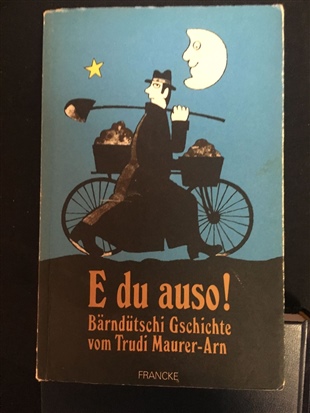 E du auso!
Bärndütschi Gschichte
vom Trudi Maurer-Arn
FRANCKE